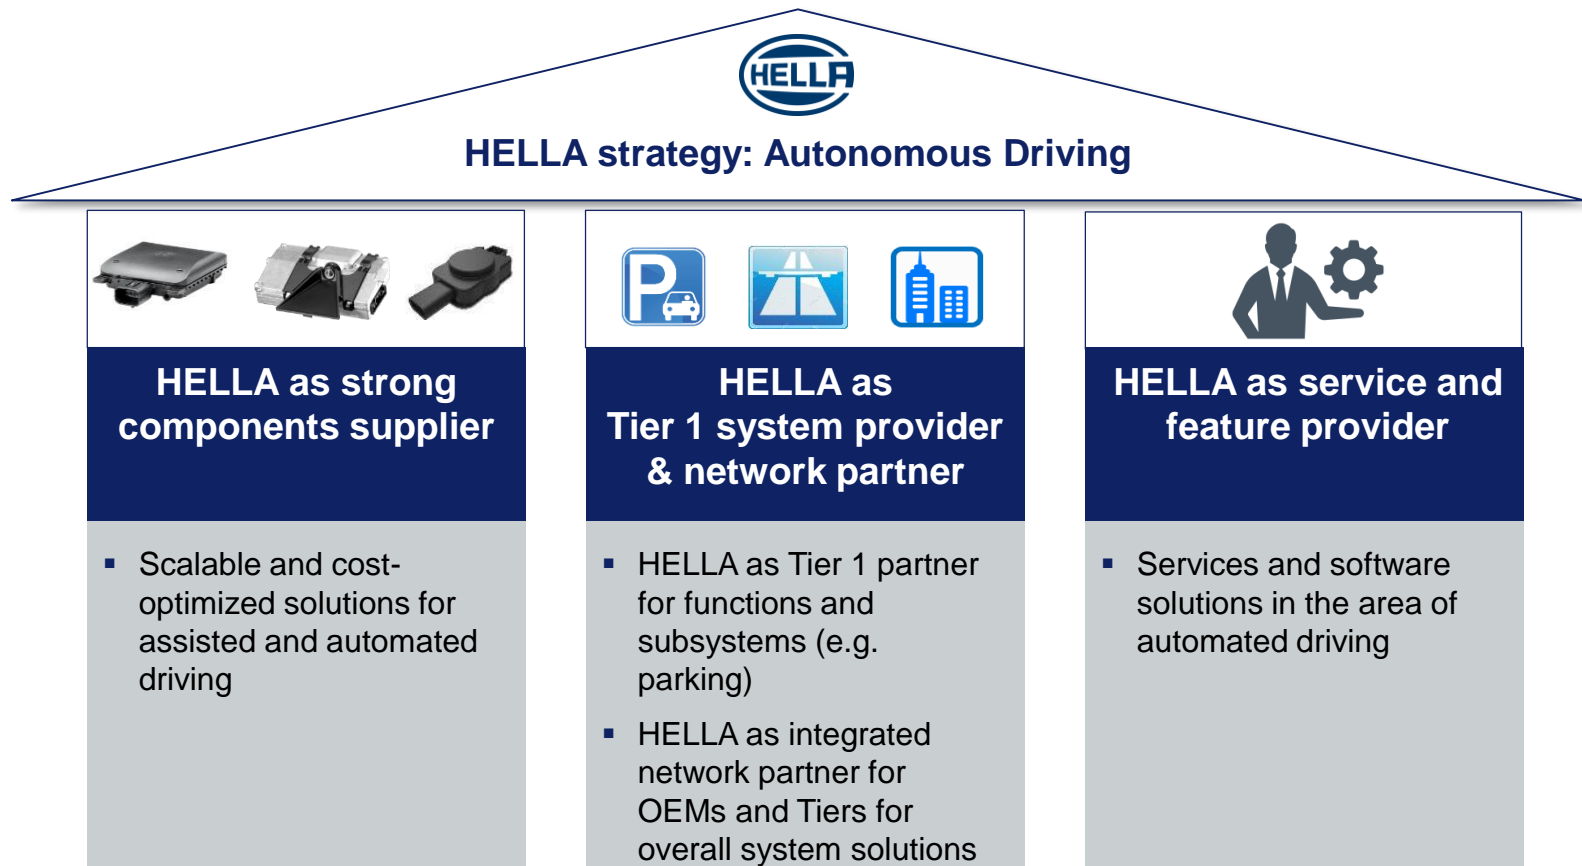 HELLA
HELLA strategy: Autonomous Driving
P
HELLA as strong
components supplier
▪ Scalable and cost-
optimized solutions for
assisted and automated
driving
HELLA as
Tier 1 system provider
& network partner
▪ HELLA as Tier 1 partner
for functions and
subsystems (e.g.
parking)
▪ HELLA as integrated
network partner for
OEMs and Tiers for
overall system solutions
HELLA as service and
feature provider
▪ Services and software
solutions in the area of
automated driving